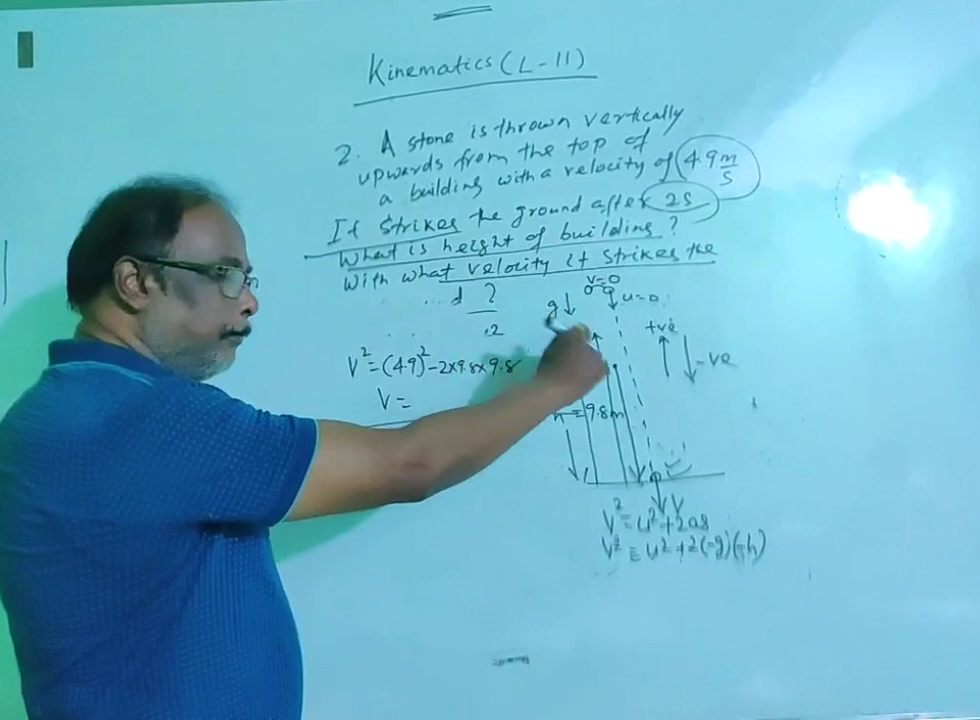 Kinematics (L-11)
2. A stone is thrown vertically
upwards from the top of
a building with a velocity of 4.9 m/s
It strikes the ground after 2s
What is height of building?
With what velocity it strikes the
d ?
.2
V=0
u=0
g↓
+ve
-ve
V² = (4.9)² - 2×9.8×9.8
V =
h = 9.8m
V
V² = u² + 2as
V² = u² + 2(-g)(-h)